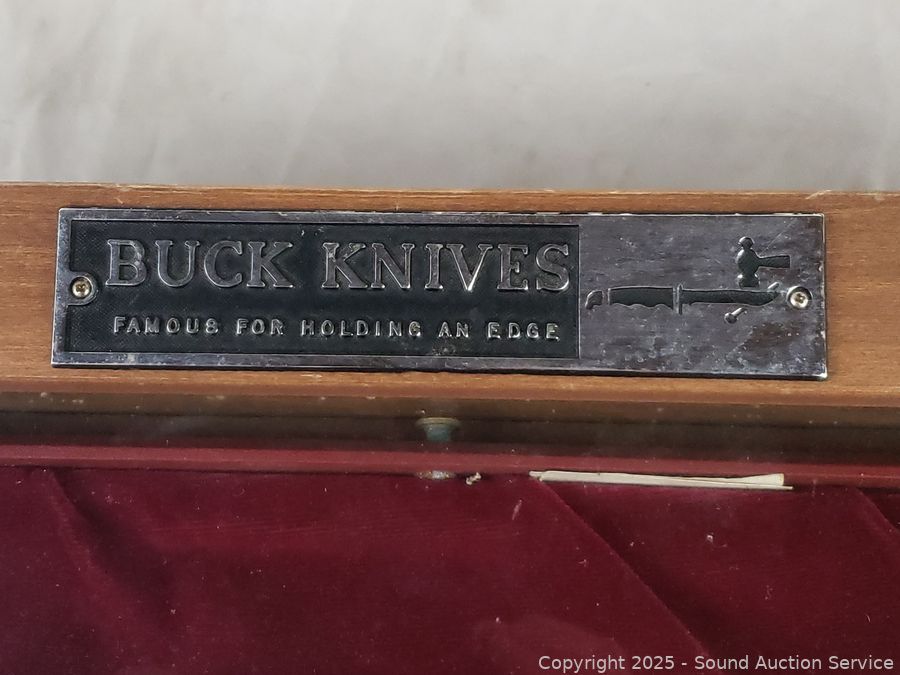 BUCK KNIVES
FAMOUS FOR HOLDING AN EDGE
Copyright © 2025 - Sound Auction Service